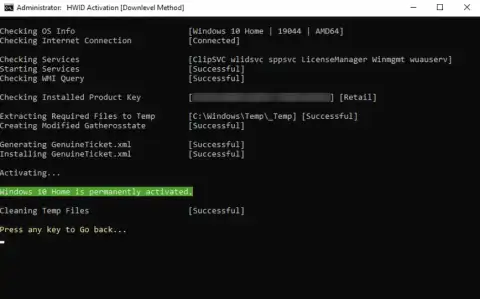 Administrator:  HWID Activation [Downlevel Method]
Checking OS Info [Windows 10 Home | 19044 | AMD64]
Checking Internet Connection [Connected]
Checking Services [ClipSVC wlidsvc sppsvc LicenseManager Winmgmt wuauserv]
Starting Services [Successful]
Checking WMI Query [Successful]
Checking Installed Product Key [ ] [Retail]
Extracting Required Files to Temp [C:\Windows\Temp\_Temp] [Successful]
Creating Modified Gatherosstate [Successful]
Generating GenuineTicket.xml [Successful]
Installing GenuineTicket.xml [Successful]
Activating...
Windows 10 Home is permanently activated.
Cleaning Temp Files [Successful]
Press any key to Go back...